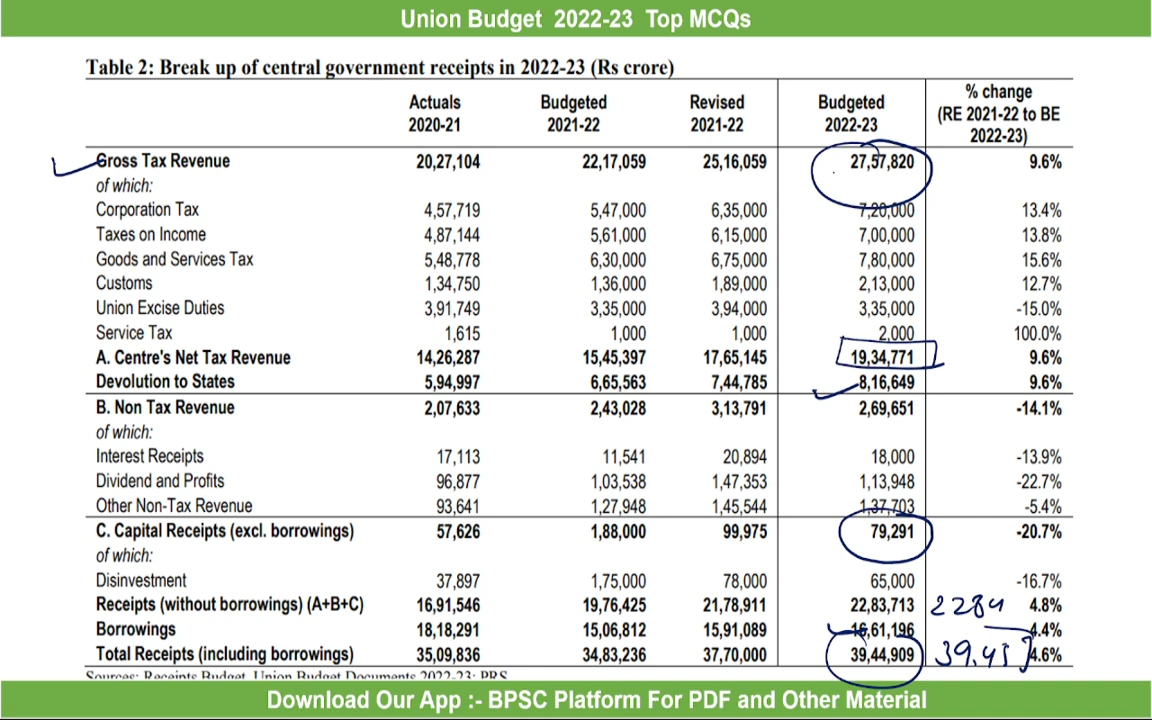 Union Budget 2022-23 Top MCQs
Table 2: Break up of central government receipts in 2022-23 (Rs crore)
Actuals 2020-21 Budgeted 2021-22 Revised 2021-22 Budgeted 2022-23 % change (RE 2021-22 to BE 2022-23)
Gross Tax Revenue 20,27,104 22,17,059 25,16,059 27,57,820 9.6%
of which:
Corporation Tax 4,57,719 5,47,000 6,35,000 7,20,000 13.4%
Taxes on Income 4,87,144 5,61,000 6,15,000 7,00,000 13.8%
Goods and Services Tax 5,48,778 6,30,000 6,75,000 7,80,000 15.6%
Customs 1,34,750 1,36,000 1,89,000 2,13,000 12.7%
Union Excise Duties 3,91,749 3,35,000 3,94,000 3,35,000 -15.0%
Service Tax 1,615 1,000 1,000 2,000 100.0%
A. Centre's Net Tax Revenue 14,26,287 15,45,397 17,65,145 19,34,771 9.6%
Devolution to States 5,94,997 6,65,563 7,44,785 8,16,649 9.6%
B. Non Tax Revenue 2,07,633 2,43,028 3,13,791 2,69,651 -14.1%
of which:
Interest Receipts 17,113 11,541 20,894 18,000 -13.9%
Dividend and Profits 96,877 1,03,538 1,47,353 1,13,948 -22.7%
Other Non-Tax Revenue 93,641 1,27,948 1,45,544 1,37,703 -5.4%
C. Capital Receipts (excl. borrowings) 57,626 1,88,000 99,975 79,291 -20.7%
of which:
Disinvestment 37,897 1,75,000 78,000 65,000 -16.7%
Receipts (without borrowings) (A+B+C) 16,91,546 19,76,425 21,78,911 22,83,713 2284 4.8%
Borrowings 18,18,291 15,06,812 15,91,089 16,61,196 4.4%
Total Receipts (including borrowings) 35,09,836 34,83,236 37,70,000 39,44,909 39.45 4.6%
Sources: Receipts Budget, Union Budget Documents 2022-23; PRS
Download Our App :- BPSC Platform For PDF and Other Material